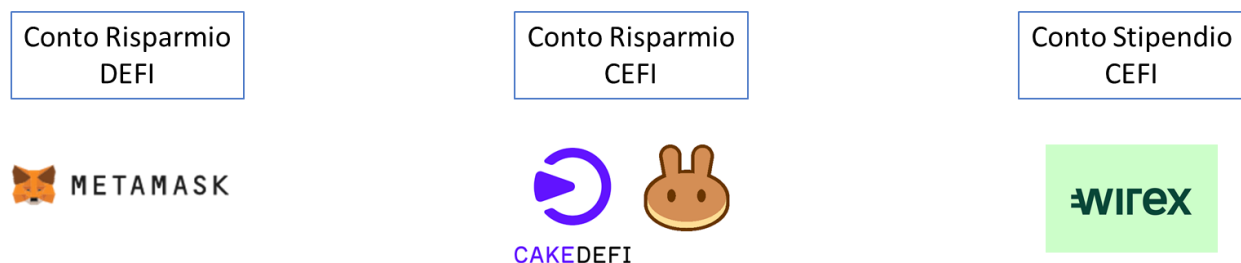 Conto Risparmio
DEFI
Conto Risparmio
CEFI
Conto Stipendio
CEFI
METAMASK
CAKEDEFI
wirex